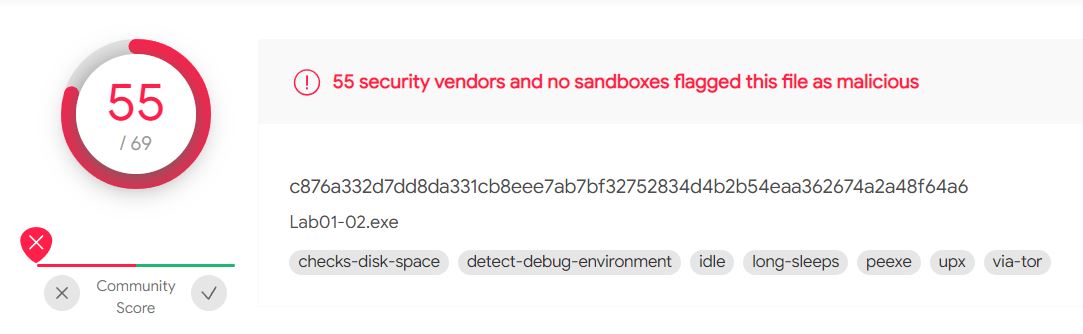 55
/ 69
Community
Score
55 security vendors and no sandboxes flagged this file as malicious
c876a332d7dd8da331cb8eee7ab7bf32752834d4b2b54eaa362674a2a48f64a6
Lab01-02.exe
checks-disk-space detect-debug-environment idle long-sleeps peexe upx via-tor